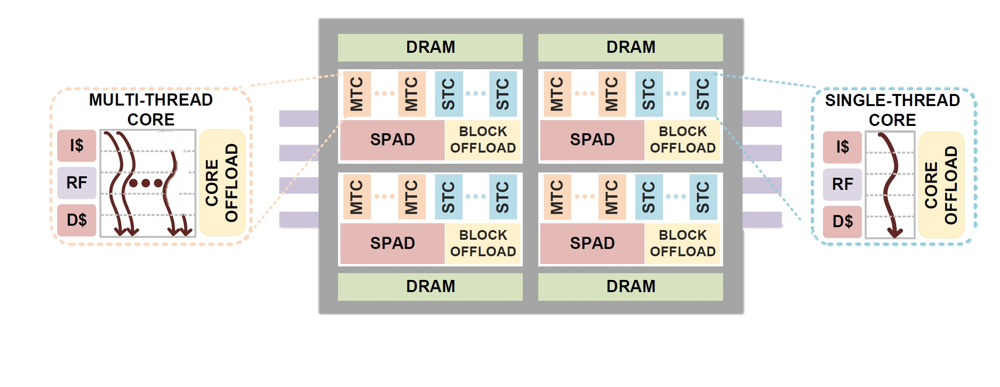 DRAM
DRAM
MTC
MTC
STC
STC
MTC
MTC
STC
STC
SPAD
BLOCK
OFFLOAD
SPAD
BLOCK
OFFLOAD
MTC
MTC
STC
STC
MTC
MTC
STC
STC
SPAD
BLOCK
OFFLOAD
SPAD
BLOCK
OFFLOAD
DRAM
DRAM
MULTI-THREAD
CORE
I$
RF
D$
CORE
OFFLOAD
SINGLE-THREAD
CORE
I$
RF
D$
CORE
OFFLOAD